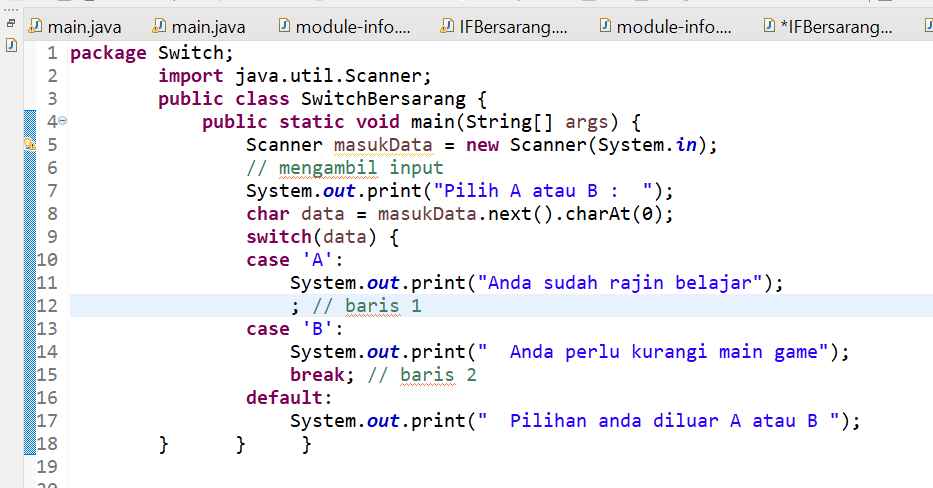 main.java main.java module-info.... IFBersarang.... module-info.... *IFBersarang...
1 package Switch;
2 import java.util.Scanner;
3 public class SwitchBersarang {
4 public static void main(String[] args) {
5 Scanner masukData = new Scanner(System.in);
6 // mengambil input
7 System.out.print("Pilih A atau B :  ");
8 char data = masukData.next().charAt(0);
9 switch(data) {
10 case 'A':
11 System.out.print("Anda sudah rajin belajar");
12 ; // baris 1
13 case 'B':
14 System.out.print("  Anda perlu kurangi main game");
15 break; // baris 2
16 default:
17 System.out.print("  Pilihan anda diluar A atau B ");
18 } } }
19